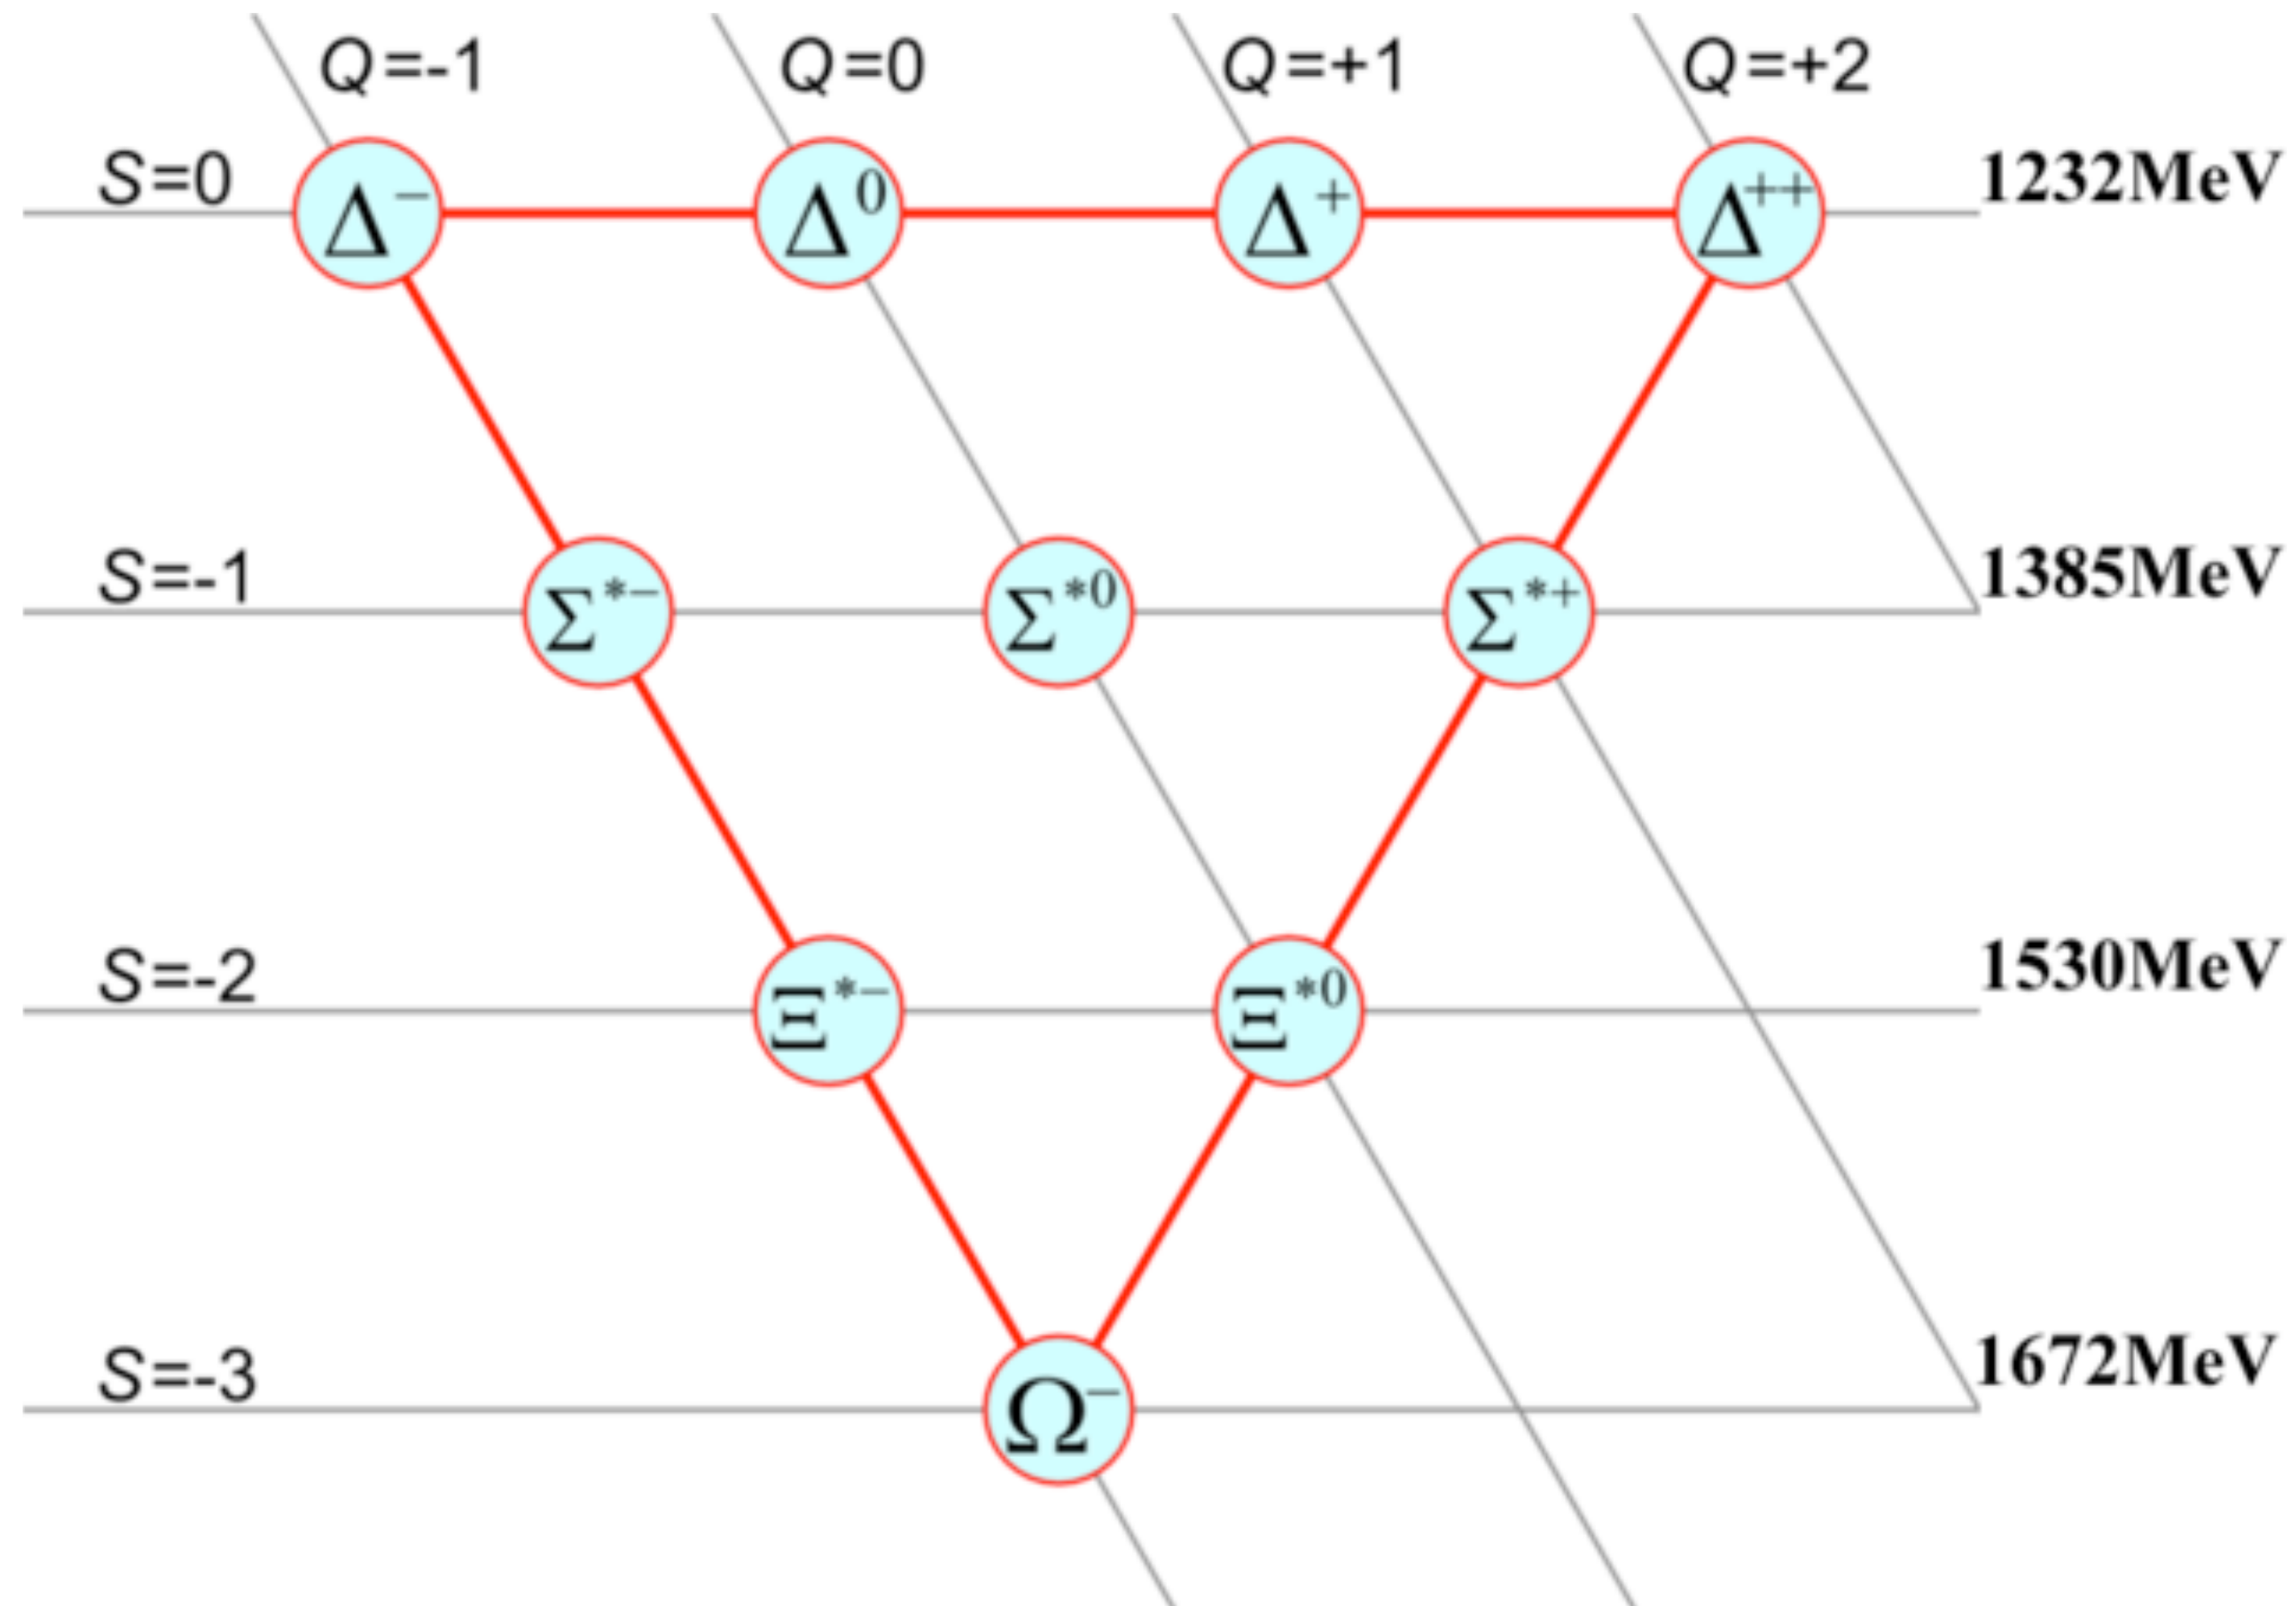 Q=-1 Q=0 Q=+1 Q=+2
S=0 Δ⁻ Δ⁰ Δ⁺ Δ⁺⁺ 1232MeV
S=-1 Σ*⁻ Σ*⁰ Σ*⁺ 1385MeV
S=-2 Ξ*⁻ Ξ*⁰ 1530MeV
S=-3 Ω⁻ 1672MeV